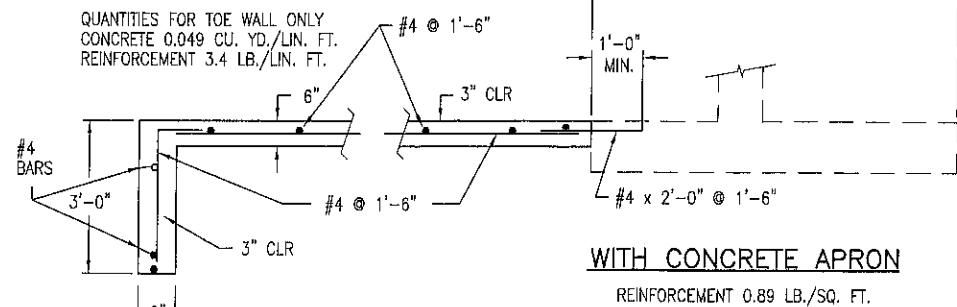 QUANTITIES FOR TOE WALL ONLY
CONCRETE 0.049 CU. YD./LIN. FT.
REINFORCEMENT 3.4 LB./LIN. FT.
#4 @ 1'-6"
1'-0"
MIN.
6"
3" CLR
#4
BARS
3'-0"
#4 @ 1'-6"
#4 x 2'-0" @ 1'-6"
3" CLR
WITH CONCRETE APRON
REINFORCEMENT 0.89 LB./SQ. FT.